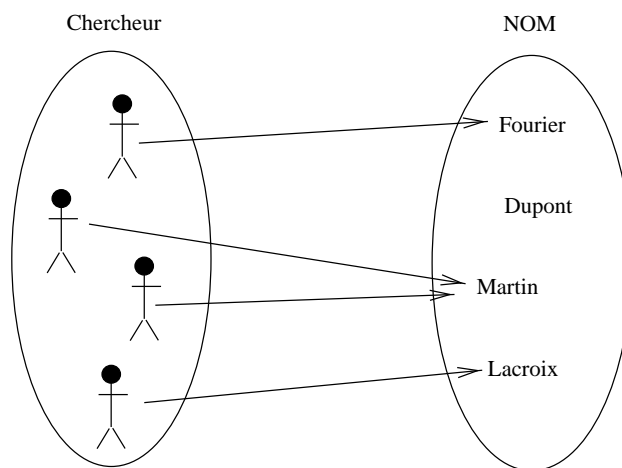 Chercheur
NOM
Fourier
Dupont
Martin
Lacroix